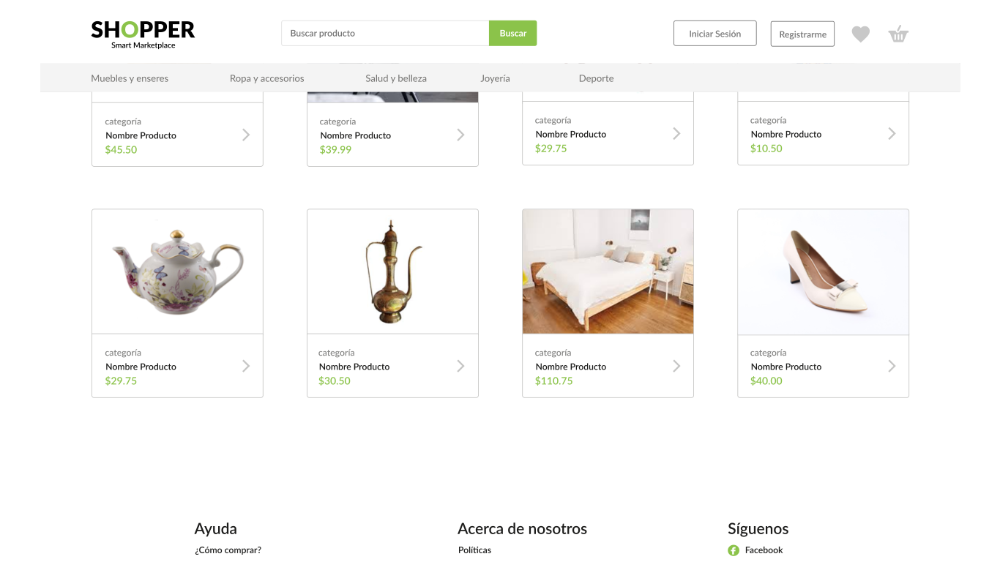 SHOPPER
Smart Marketplace
Buscar producto
Buscar
Iniciar Sesión
Registrarme
Muebles y enseres
Ropa y accesorios
Salud y belleza
Joyería
Deporte
categoría
Nombre Producto
$45.50
categoría
Nombre Producto
$39.99
categoría
Nombre Producto
$29.75
categoría
Nombre Producto
$10.50
categoría
Nombre Producto
$29.75
categoría
Nombre Producto
$30.50
categoría
Nombre Producto
$110.75
categoría
Nombre Producto
$40.00
Ayuda
¿Cómo comprar?
Acerca de nosotros
Políticas
Síguenos
Facebook